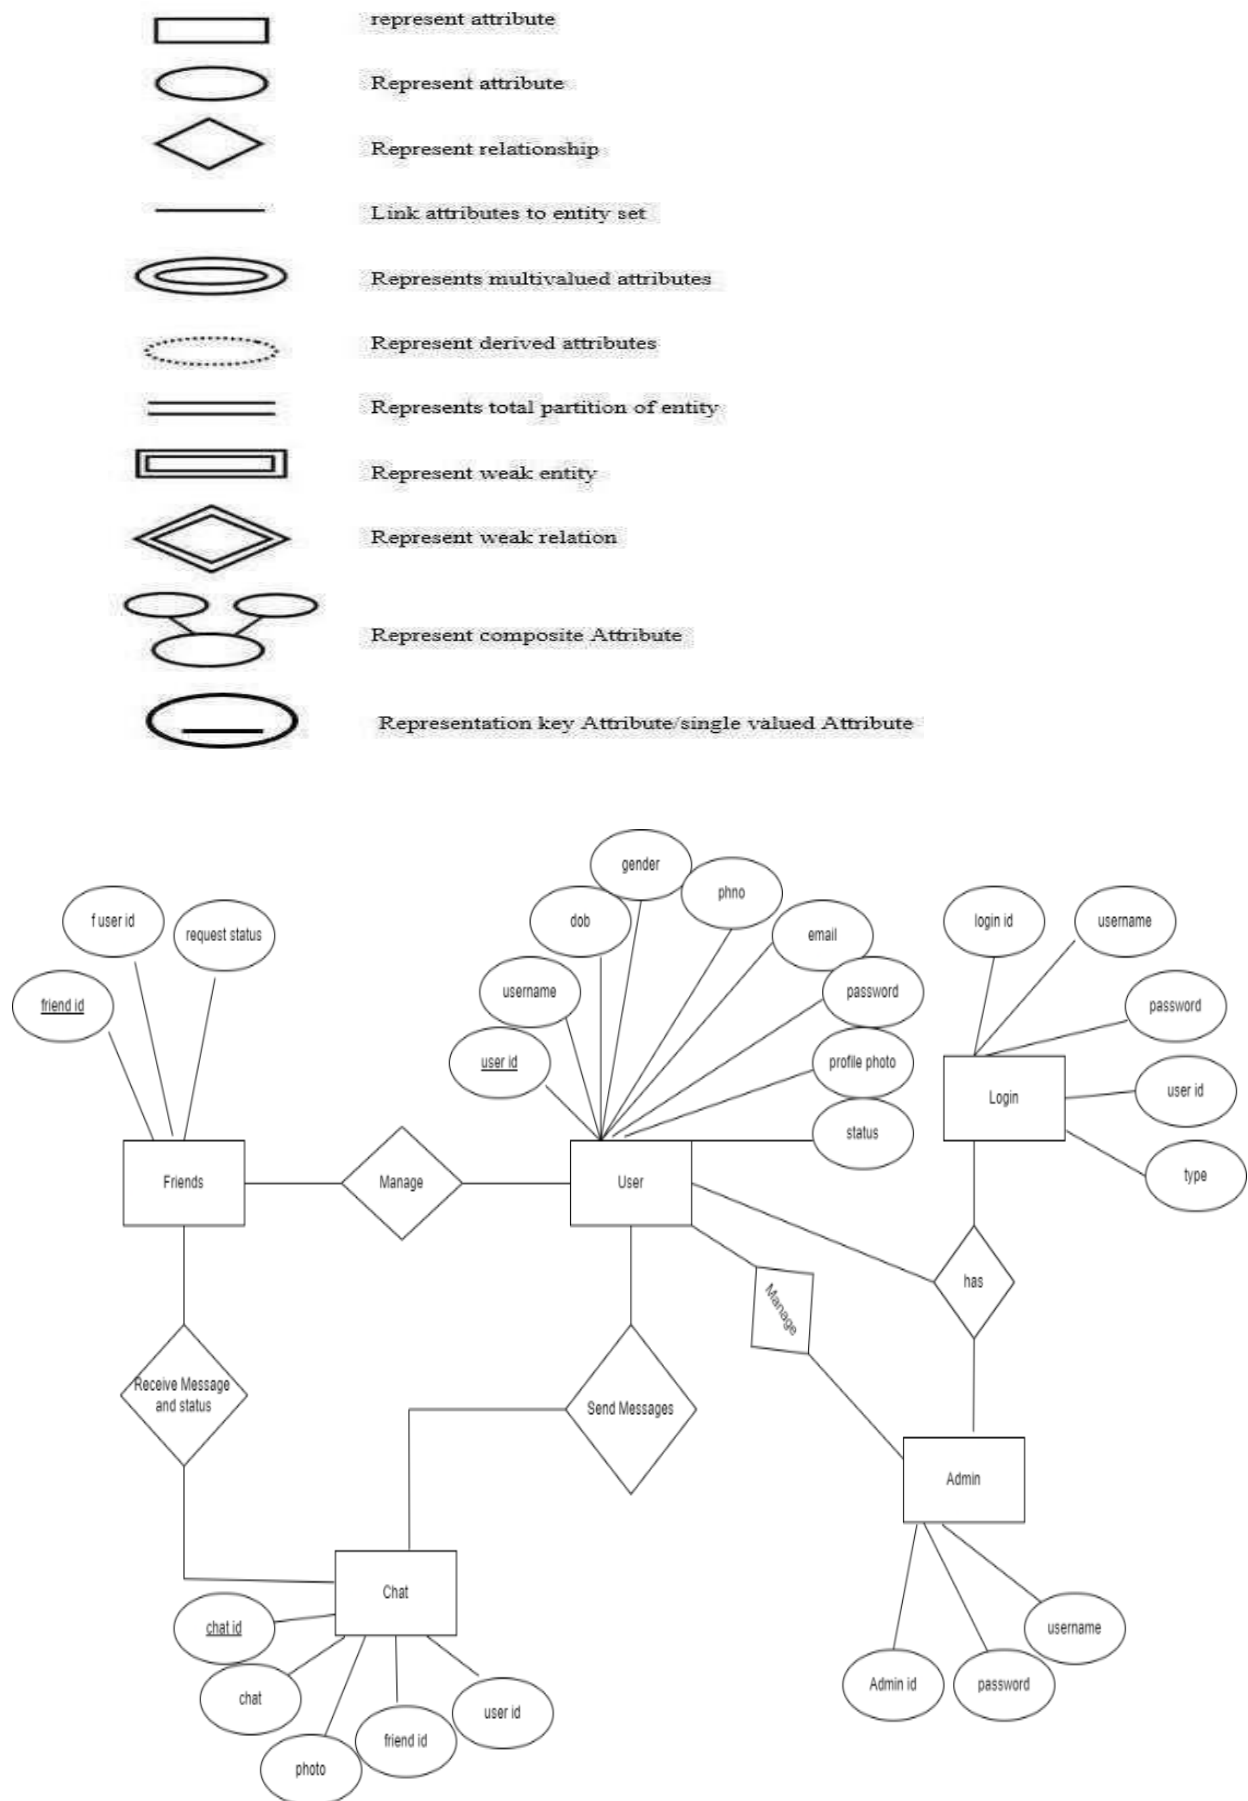 represent attribute
Represent attribute
Represent relationship
Link attributes to entity set
Represents multivalued attributes
Represent derived attributes
Represents total partition of entity
Represent weak entity
Represent weak relation
Represent composite Attribute
Representation key Attribute/single valued Attribute
gender
phno
f user id
request status
dob
email
login id
username
friend id
username
password
password
user id
profile photo
user id
status
Login
type
Friends
Manage
User
has
Manage
Receive Message
and status
Send Messages
Admin
Chat
chat id
chat
photo
friend id
user id
Admin id
password
username